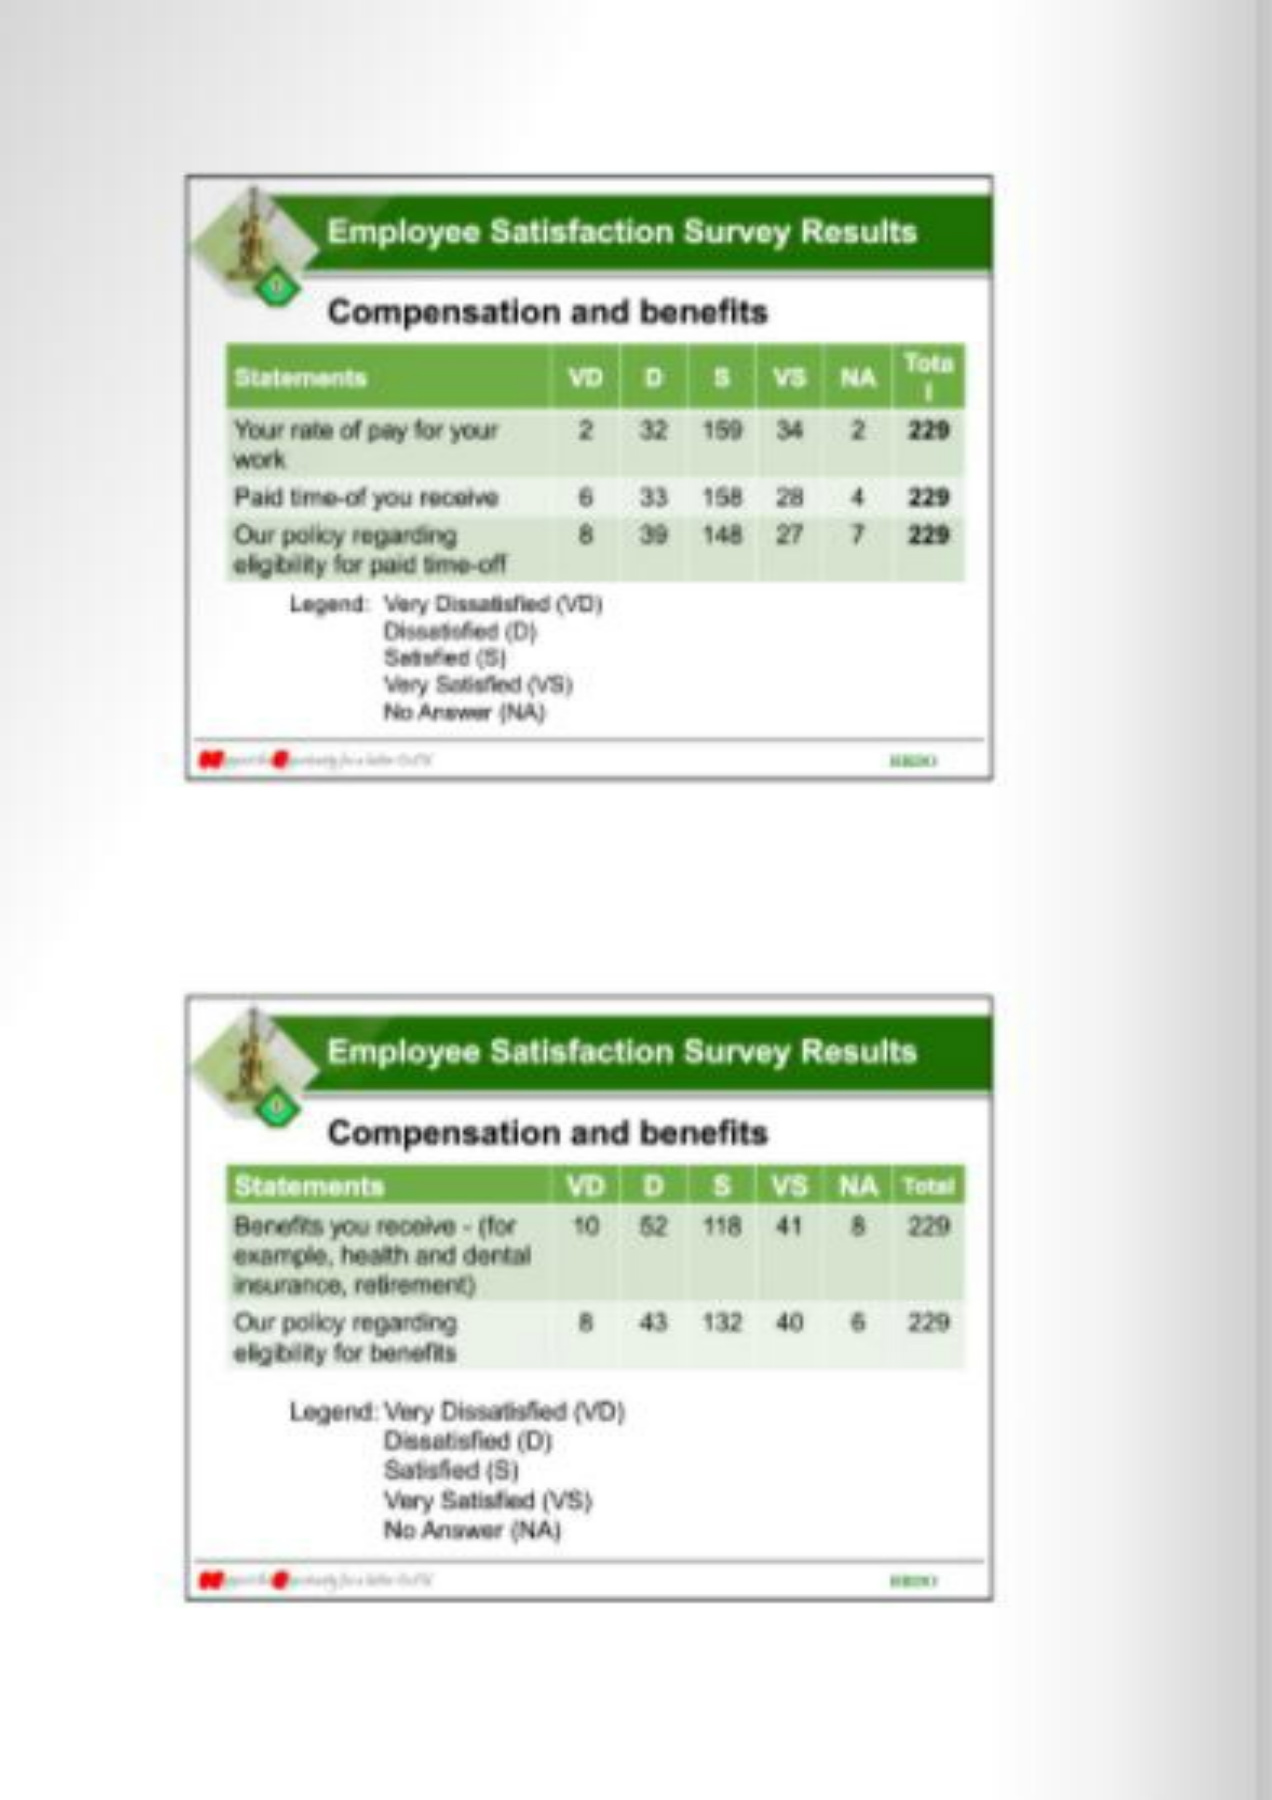 Employee Satisfaction Survey Results
Compensation and benefits
Statements VD D S VS NA Tota
l
Your rate of pay for your 2 32 159 34 2 229
work
Paid time-of you receive 6 33 158 28 4 229
Our policy regarding 8 39 148 27 7 229
eligibility for paid time-off
Legend: Very Dissatisfied (VD)
Dissatisfied (D)
Satisfied (S)
Very Satisfied (VS)
No Answer (NA)
Employee Satisfaction Survey Results
Compensation and benefits
Statements VD D S VS NA Total
Benefits you receive - (for 10 52 118 41 8 229
example, health and dental
insurance, retirement)
Our policy regarding 8 43 132 40 6 229
eligibility for benefits
Legend: Very Dissatisfied (VD)
Dissatisfied (D)
Satisfied (S)
Very Satisfied (VS)
No Answer (NA)